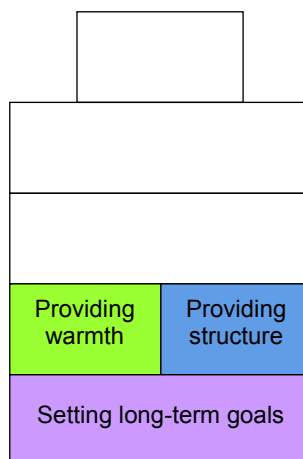 Providing
warmth
Providing
structure
Setting long-term goals